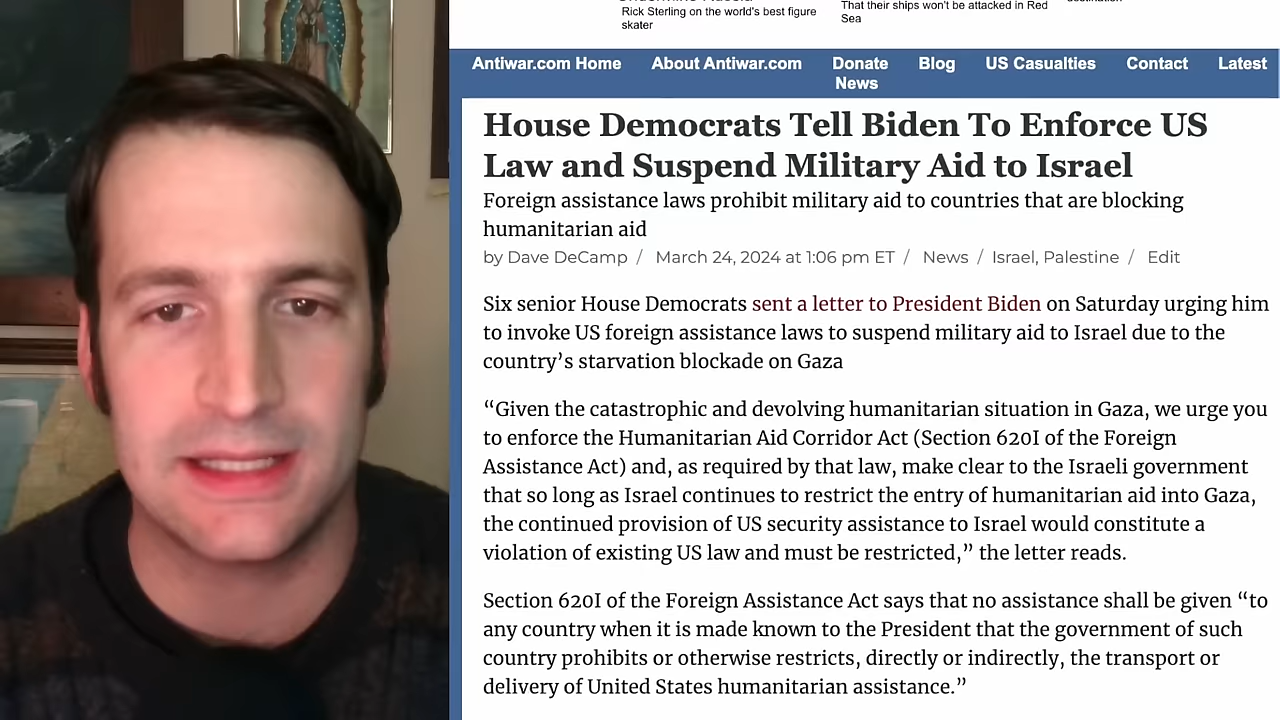 Rick Sterling on the world's best figure
skater
That their ships won't be attacked in Red
Sea
Antiwar.com Home About Antiwar.com Donate Blog US Casualties Contact Latest
News
House Democrats Tell Biden To Enforce US
Law and Suspend Military Aid to Israel
Foreign assistance laws prohibit military aid to countries that are blocking
humanitarian aid
by Dave DeCamp / March 24, 2024 at 1:06 pm ET / News / Israel, Palestine / Edit
Six senior House Democrats sent a letter to President Biden on Saturday urging him
to invoke US foreign assistance laws to suspend military aid to Israel due to the
country’s starvation blockade on Gaza
“Given the catastrophic and devolving humanitarian situation in Gaza, we urge you
to enforce the Humanitarian Aid Corridor Act (Section 620I of the Foreign
Assistance Act) and, as required by that law, make clear to the Israeli government
that so long as Israel continues to restrict the entry of humanitarian aid into Gaza,
the continued provision of US security assistance to Israel would constitute a
violation of existing US law and must be restricted,” the letter reads.
Section 620I of the Foreign Assistance Act says that no assistance shall be given “to
any country when it is made known to the President that the government of such
country prohibits or otherwise restricts, directly or indirectly, the transport or
delivery of United States humanitarian assistance.”